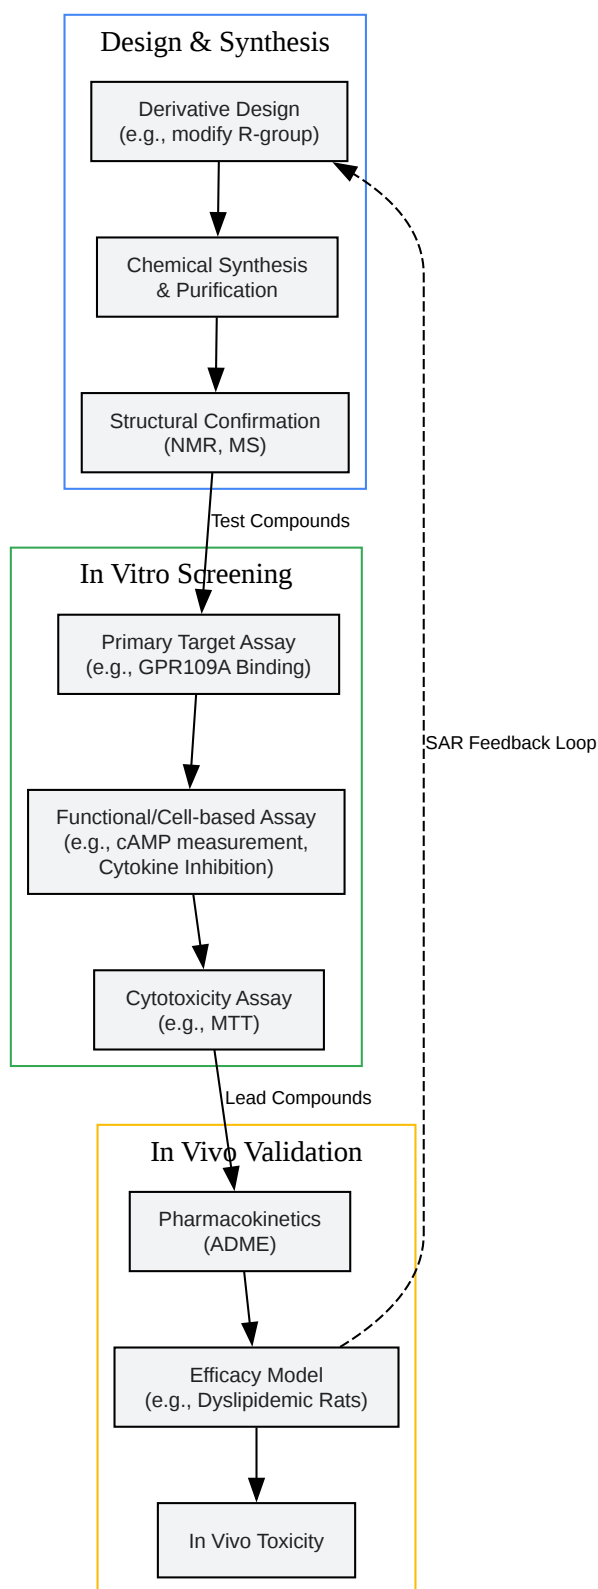 Design & Synthesis
Derivative Design
(e.g., modify R-group)
Chemical Synthesis
& Purification
Structural Confirmation
(NMR, MS)
Test Compounds
In Vitro Screening
Primary Target Assay
(e.g., GPR109A Binding)
SAR Feedback Loop
Functional/Cell-based Assay
(e.g., cAMP measurement,
Cytokine Inhibition)
Cytotoxicity Assay
(e.g., MTT)
Lead Compounds
In Vivo Validation
Pharmacokinetics
(ADME)
Efficacy Model
(e.g., Dyslipidemic Rats)
In Vivo Toxicity